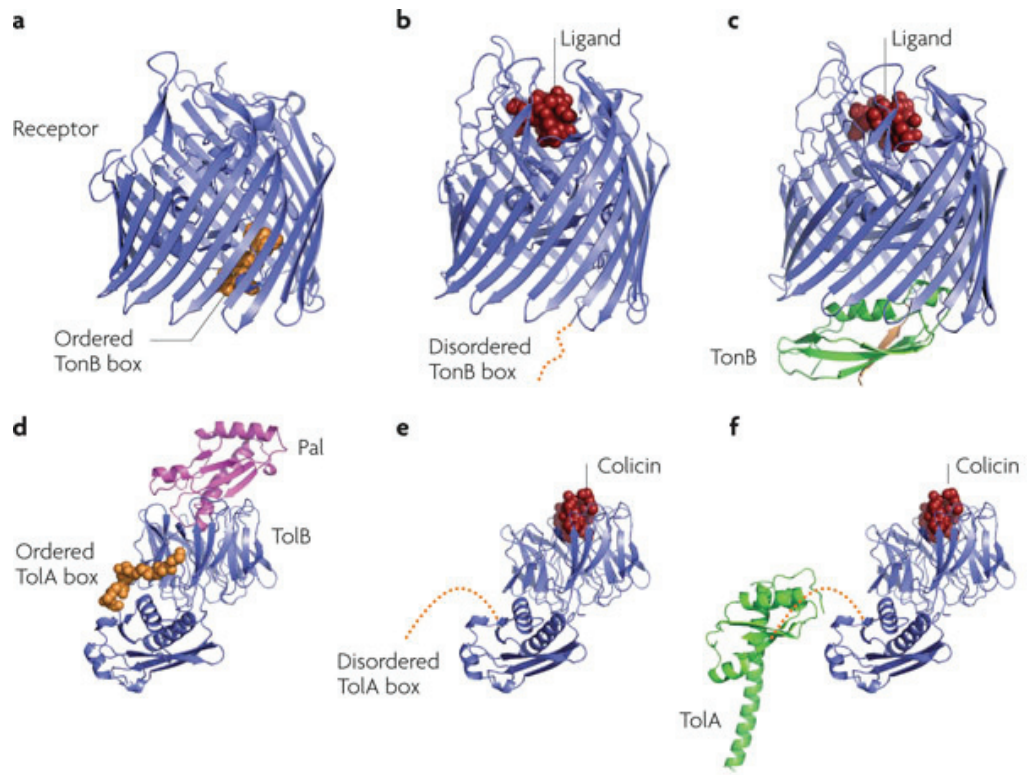 a
b
c
Ligand
Ligand
Receptor
Ordered
TonB box
Disordered
TonB box
TonB
d
e
f
Pal
Colicin
Colicin
TolB
Ordered
TolA box
Disordered
TolA box
TolA